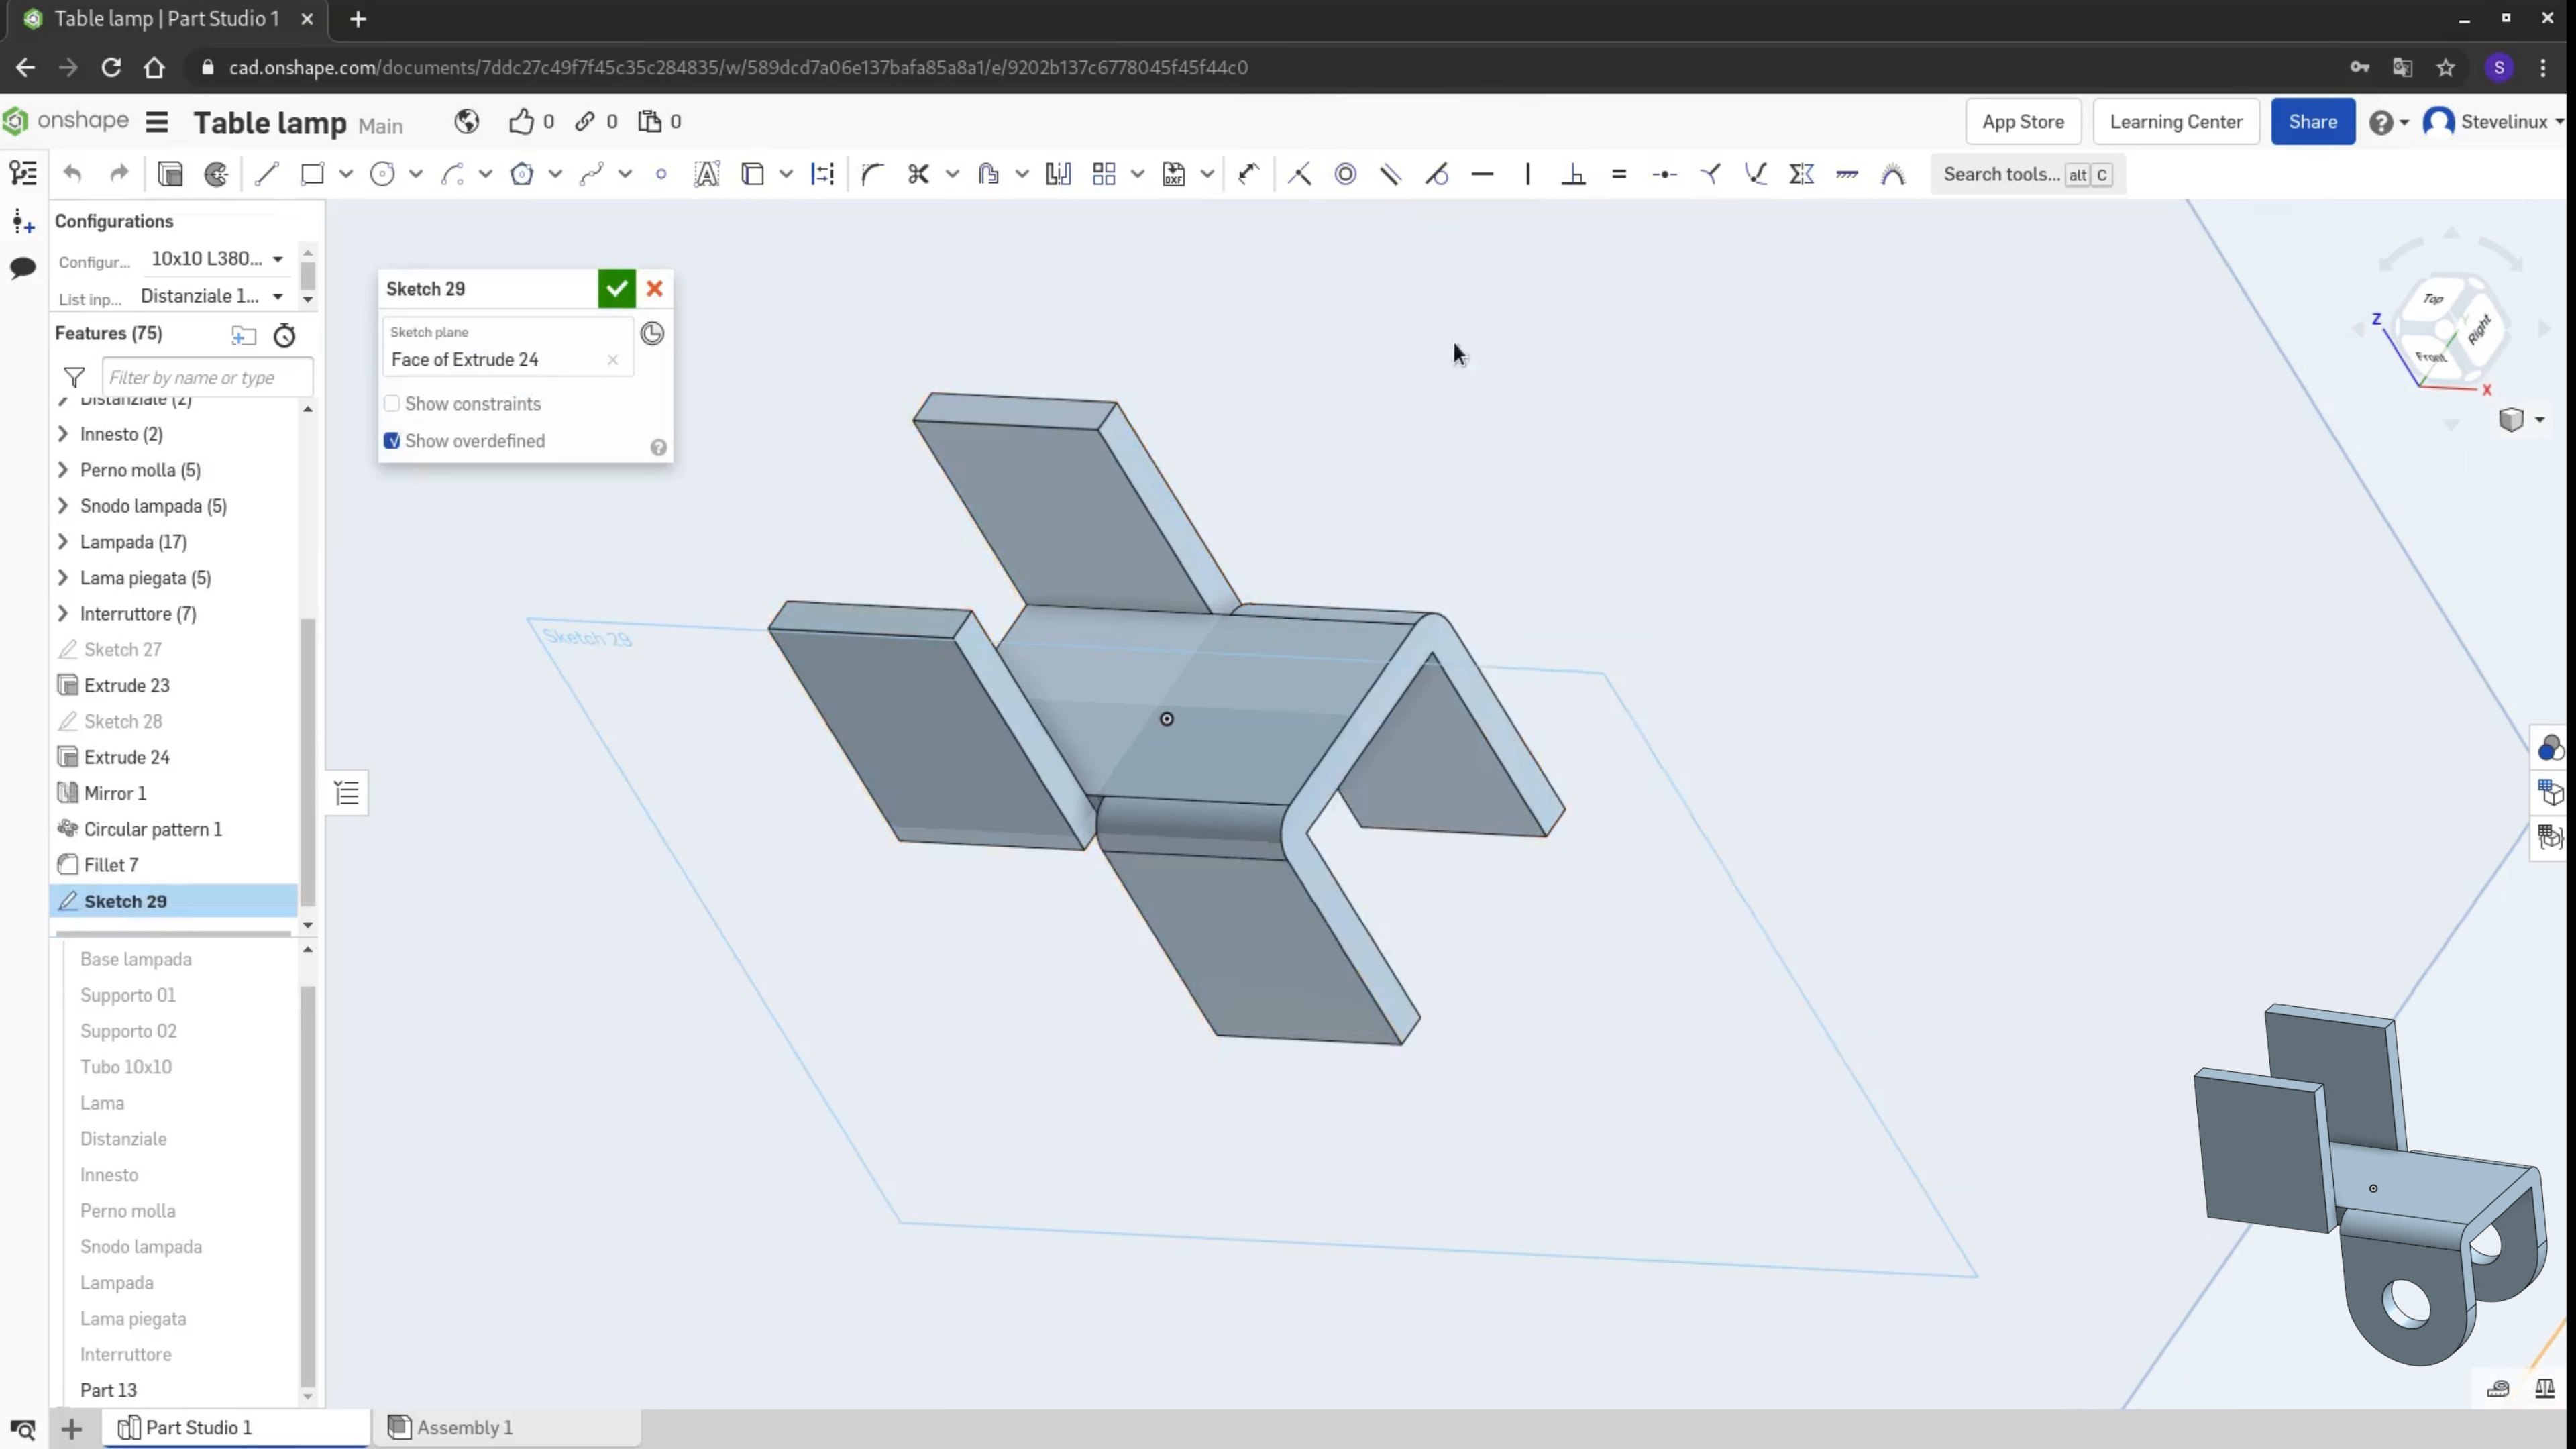 Table lamp | Part Studio 1
cad.onshape.com/documents/7ddc27c49f7f45c35c284835/w/589dcd7a06e137bafa85a8a1/e/9202b137c6778045f45f44c0
S
onshape
Table lamp Main
0 0 0
App Store
Learning Center
Share
Stevelinux
Search tools... alt C
Configurations
Configur... 10x10 L380...
List inp... Distanziale 1...
Features (75)
Filter by name or type
Distanziale (2)
Innesto (2)
Perno molla (5)
Snodo lampada (5)
Lampada (17)
Lama piegata (5)
Interruttore (7)
Sketch 27
Extrude 23
Sketch 28
Extrude 24
Mirror 1
Circular pattern 1
Fillet 7
Sketch 29
Base lampada
Supporto 01
Supporto 02
Tubo 10x10
Lama
Distanziale
Innesto
Perno molla
Snodo lampada
Lampada
Lama piegata
Interruttore
Part 13
Sketch 29
Sketch plane
Face of Extrude 24
Show constraints
Show overdefined
Sketch 29
Top
Front
Right
Z
Y
X
DXF
Part Studio 1
Assembly 1